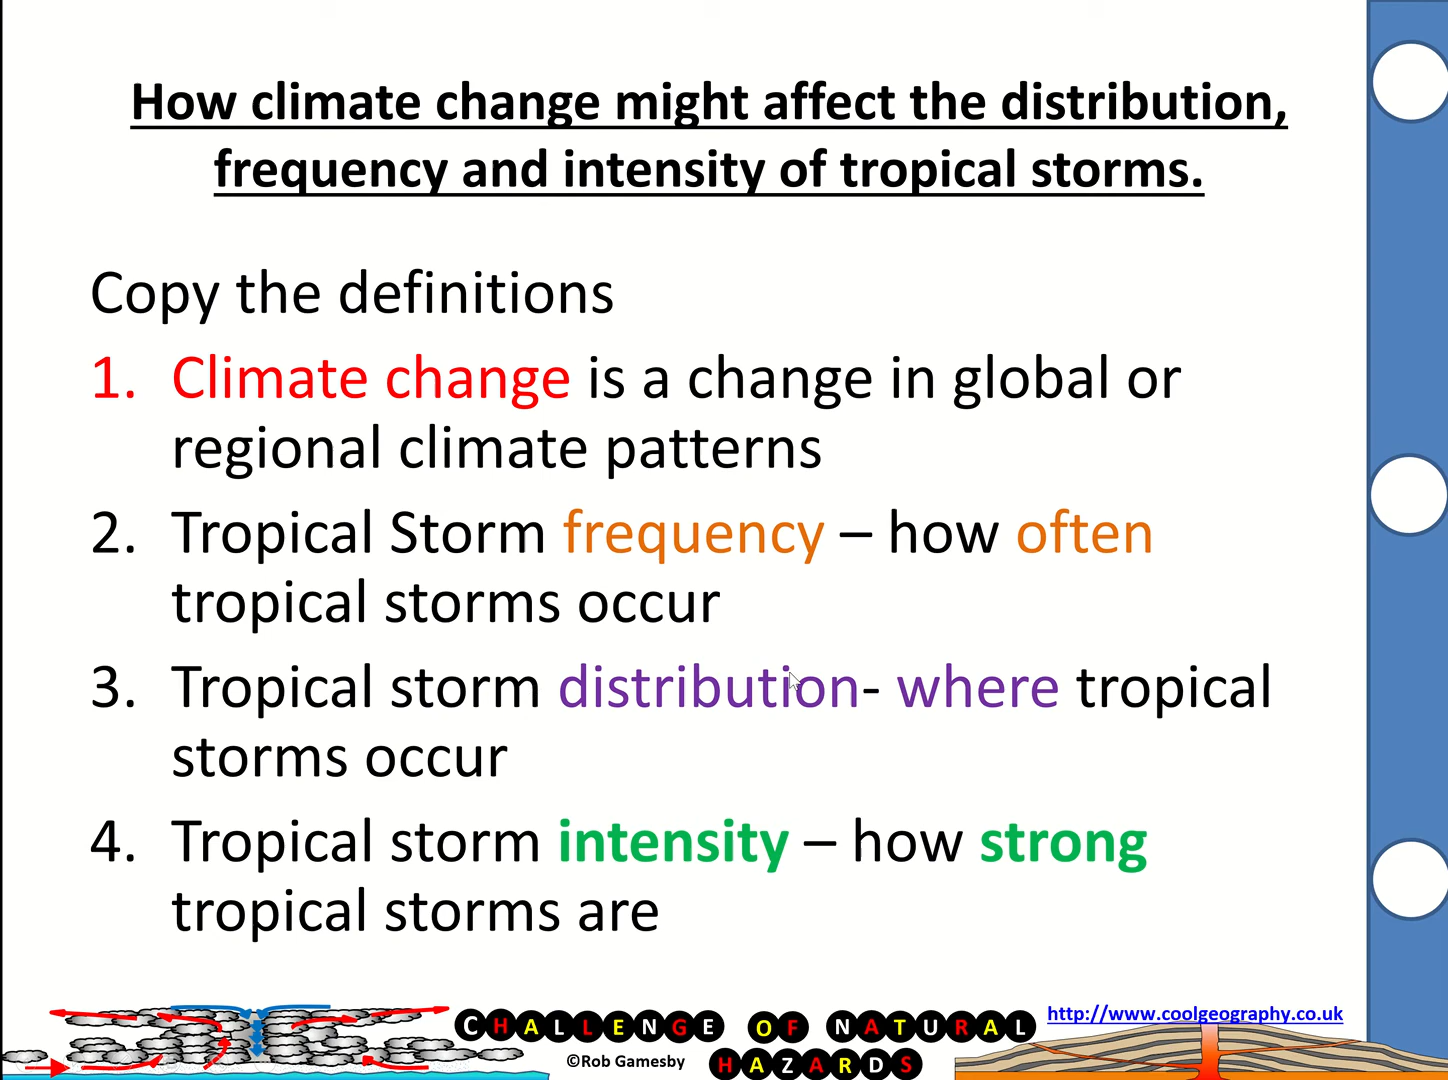 How climate change might affect the distribution,
frequency and intensity of tropical storms.
Copy the definitions
1. Climate change is a change in global or
regional climate patterns
2. Tropical Storm frequency – how often
tropical storms occur
3. Tropical storm distribution- where tropical
storms occur
4. Tropical storm intensity – how strong
tropical storms are
CHALLENGE OF NATURAL
HAZARDS
©Rob Gamesby
http://www.coolgeography.co.uk